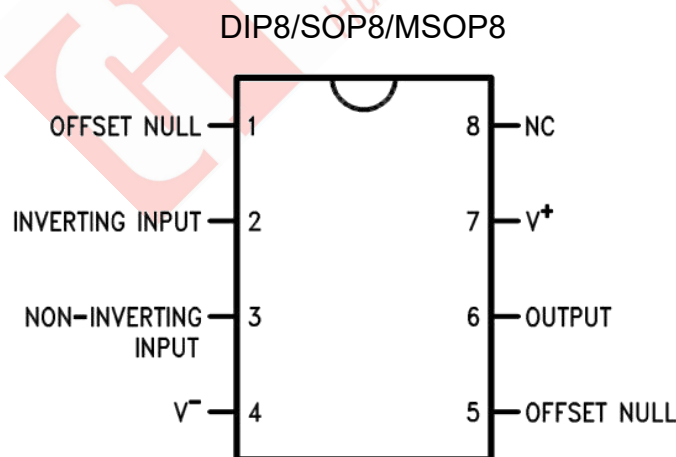 DIP8/SOP8/MSOP8
OFFSET NULL 1 8 NC
INVERTING INPUT 2 7 V+
NON-INVERTING 3 6 OUTPUT
INPUT
V- 4 5 OFFSET NULL